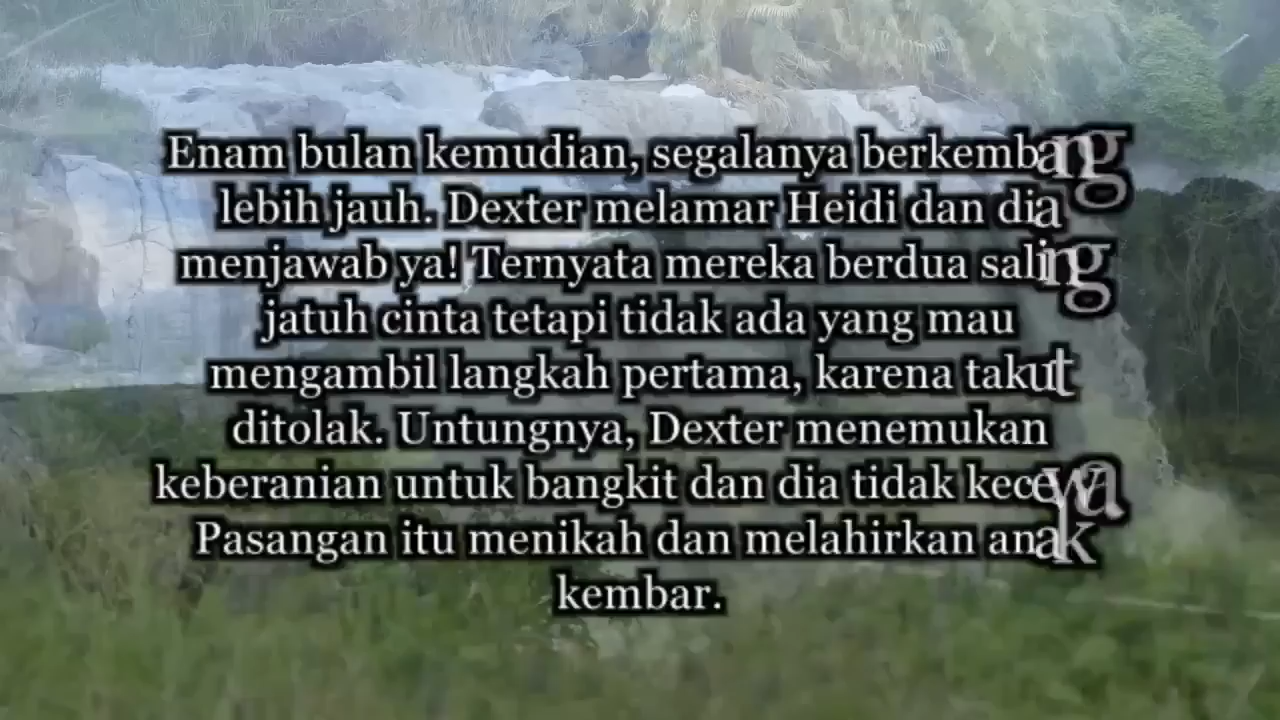 Enam bulan kemudian, segalanya berkembang
lebih jauh. Dexter melamar Heidi dan dia
menjawab ya! Ternyata mereka berdua saling
jatuh cinta tetapi tidak ada yang mau
mengambil langkah pertama, karena takut
ditolak. Untungnya, Dexter menemukan
keberanian untuk bangkit dan dia tidak kecewa
Pasangan itu menikah dan melahirkan anak
kembar.